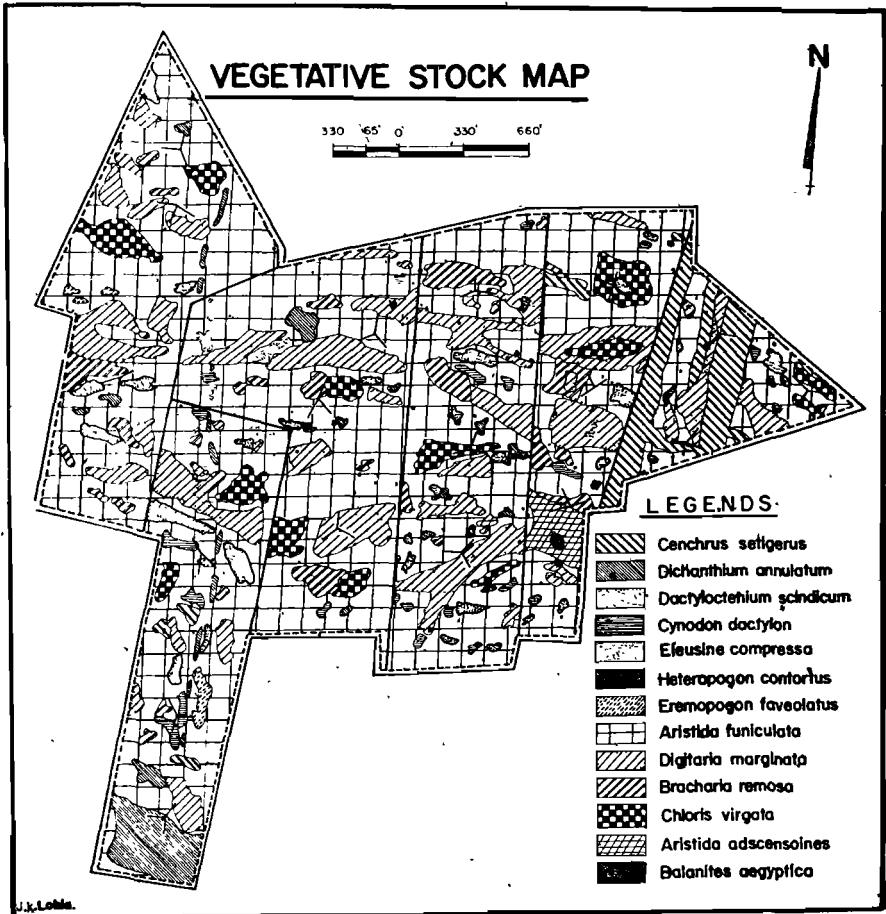 VEGETATIVE STOCK MAP
N
330 165' 0' 330' 660'
LEGENDS
Cenchrus setigerus
Dichanthium annulatum
Dactyloctenium scindicum
Cynodon dactylon
Eleusine compressa
Heteropogon contortus
Eremopogon faveolatus
Aristida funiculata
Digitaria marginata
Bracharia remosa
Chloris virgata
Aristida adscensoines
Balanites aegyptica